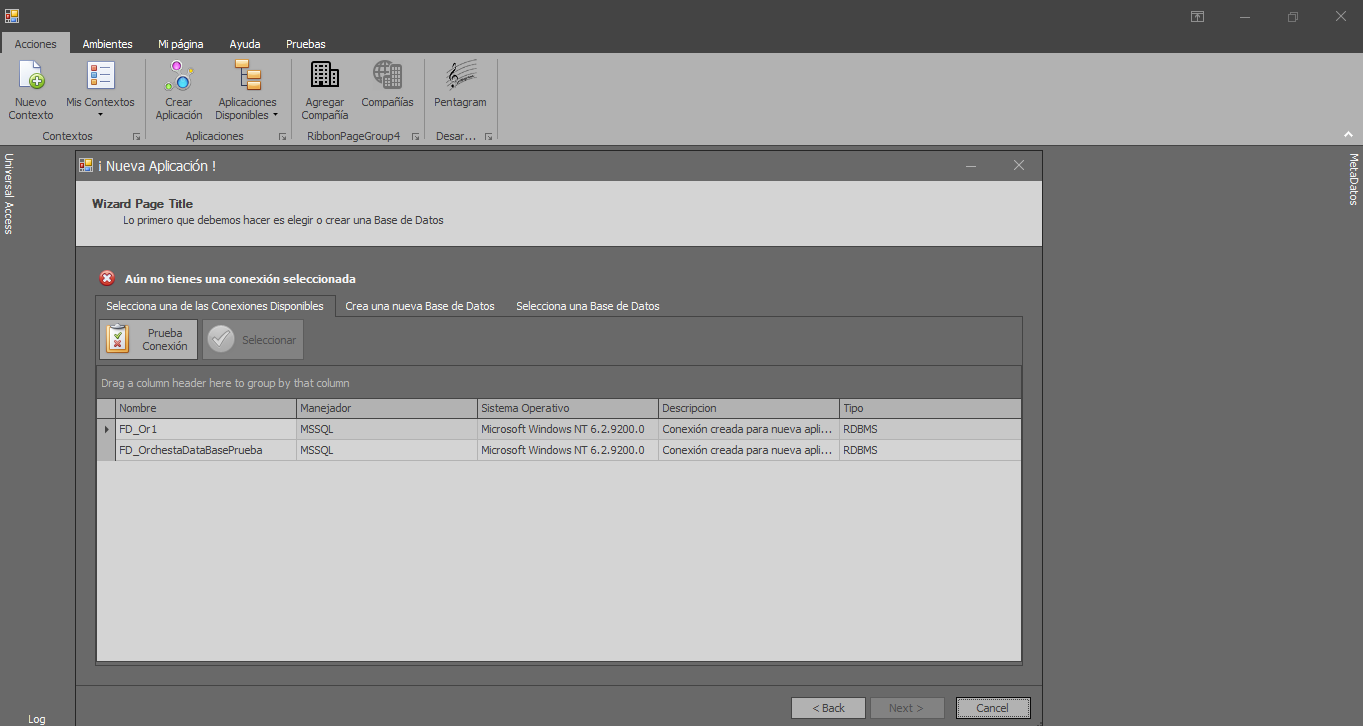 Acciones Ambientes Mi página Ayuda Pruebas
Nuevo Contexto
Mis Contextos
Crear Aplicación
Aplicaciones Disponibles
Agregar Compañía
Compañías
Pentagram
Contextos Aplicaciones RibbonPageGroup4 Desar...
Universal Access
MetaDatos
¡ Nueva Aplicación !
Wizard Page Title
Lo primero que debemos hacer es elegir o crear una Base de Datos
Aún no tienes una conexión seleccionada
Selecciona una de las Conexiones Disponibles Crea una nueva Base de Datos Selecciona una Base de Datos
Prueba Conexión
Seleccionar
Drag a column header here to group by that column
Nombre Manejador Sistema Operativo Descripcion Tipo
FD_Or1 MSSQL Microsoft Windows NT 6.2.9200.0 Conexión creada para nueva apli... RDBMS
FD_OrchestaDataBasePrueba MSSQL Microsoft Windows NT 6.2.9200.0 Conexión creada para nueva apli... RDBMS
< Back Next > Cancel
Log